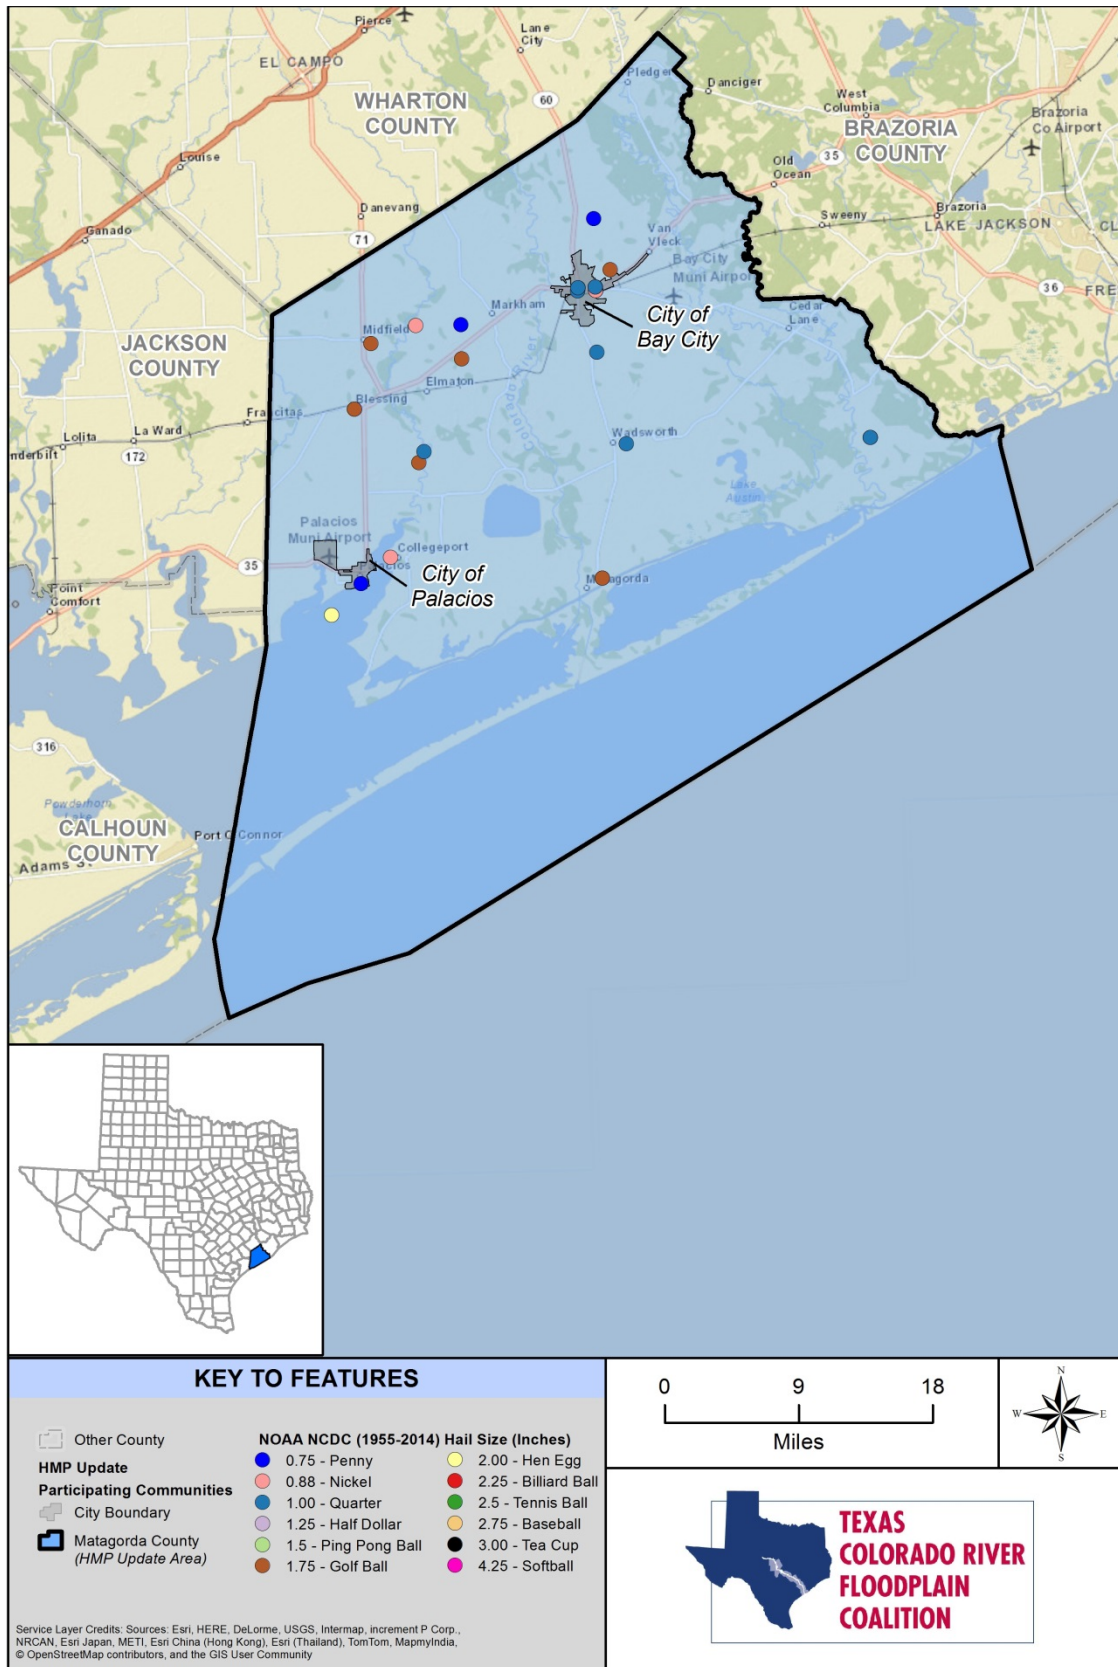 Pierce
Lane
City
EL CAMPO
60
Pledger
Danciger
WHARTON
COUNTY
West
Columbia
Brazoria
Co Airport
BRAZORIA
COUNTY
Louise
Old
Ocean
35
Danevang
Sweeny
Brazoria
LAKE JACKSON
CL
Ganado
71
Van
Vleck
Bay City
Muni Airport
36
FRE
Markham
Cedar
Lane
City of
Bay City
JACKSON
COUNTY
Midfield
Colorado River
Elmaton
Blessing
Francitas
La Ward
Lolita
nderbilt
172
Wadsworth
Lake
Austin
Palacios
Muni Airport
35
Collegeport
City of
Palacios
Point
Comfort
Matagorda
316
Powderhorn
Lake
CALHOUN
COUNTY
Port O'Connor
Adams St
KEY TO FEATURES
Other County
HMP Update
Participating Communities
City Boundary
Matagorda County
(HMP Update Area)
NOAA NCDC (1955-2014) Hail Size (Inches)
0.75 - Penny
0.88 - Nickel
1.00 - Quarter
1.25 - Half Dollar
1.5 - Ping Pong Ball
1.75 - Golf Ball
2.00 - Hen Egg
2.25 - Billiard Ball
2.5 - Tennis Ball
2.75 - Baseball
3.00 - Tea Cup
4.25 - Softball
Service Layer Credits: Sources: Esri, HERE, DeLorme, USGS, Intermap, increment P Corp.,
NRCAN, Esri Japan, METI, Esri China (Hong Kong), Esri (Thailand), TomTom, MapmyIndia,
© OpenStreetMap contributors, and the GIS User Community
0 9 18
Miles
N
W E
S
TEXAS
COLORADO RIVER
FLOODPLAIN
COALITION